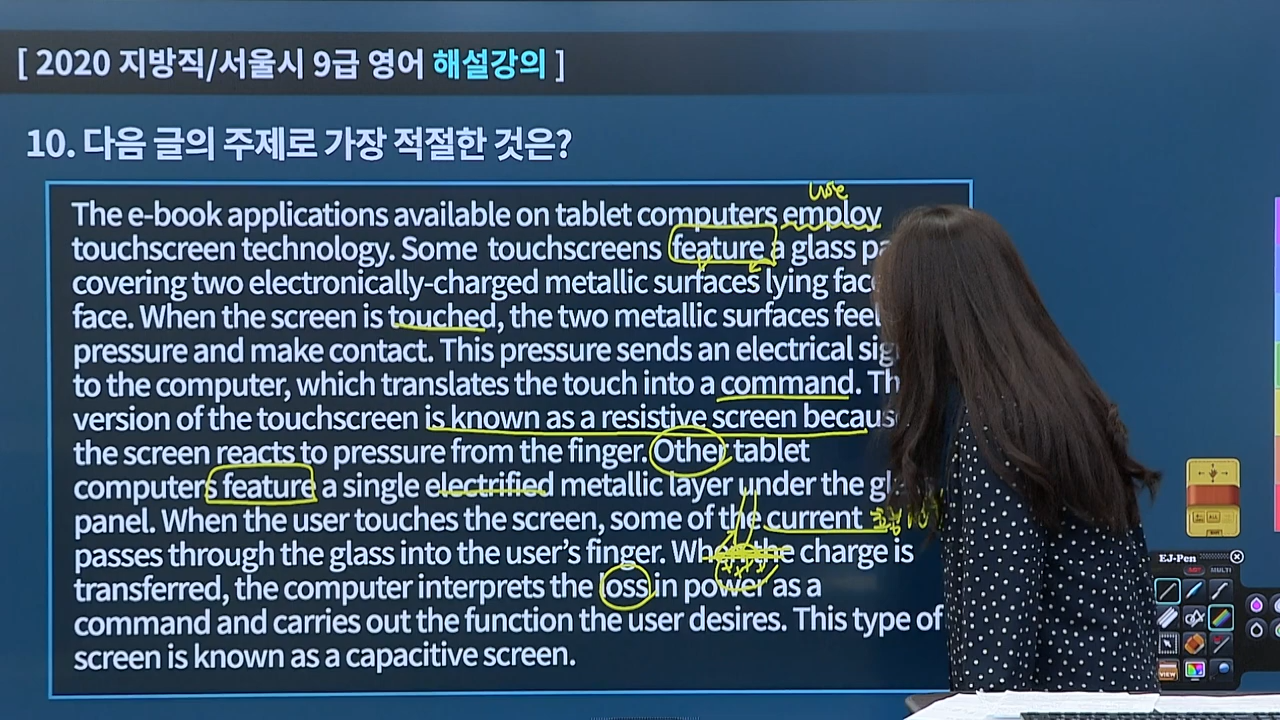 [ 2020 지방직/서울시 9급 영어 해설강의 ]
10. 다음 글의 주제로 가장 적절한 것은?
use
The e-book applications available on tablet computers employ
touchscreen technology. Some touchscreens feature a glass
covering two electronically-charged metallic surfaces lying
face. When the screen is touched, the two metallic surfaces feel
pressure and make contact. This pressure sends an electrical
to the computer, which translates the touch into a command.
version of the touchscreen is known as a resistive screen
the screen reacts to pressure from the finger. Other tablet
computers feature a single electrified metallic layer under the
panel. When the user touches the screen, some of the current
passes through the glass into the user's finger. When the charge is
transferred, the computer interprets the loss in power as a
command and carries out the function the user desires. This type of
screen is known as a capacitive screen.
EJ-Pen
MULTI
VIEW